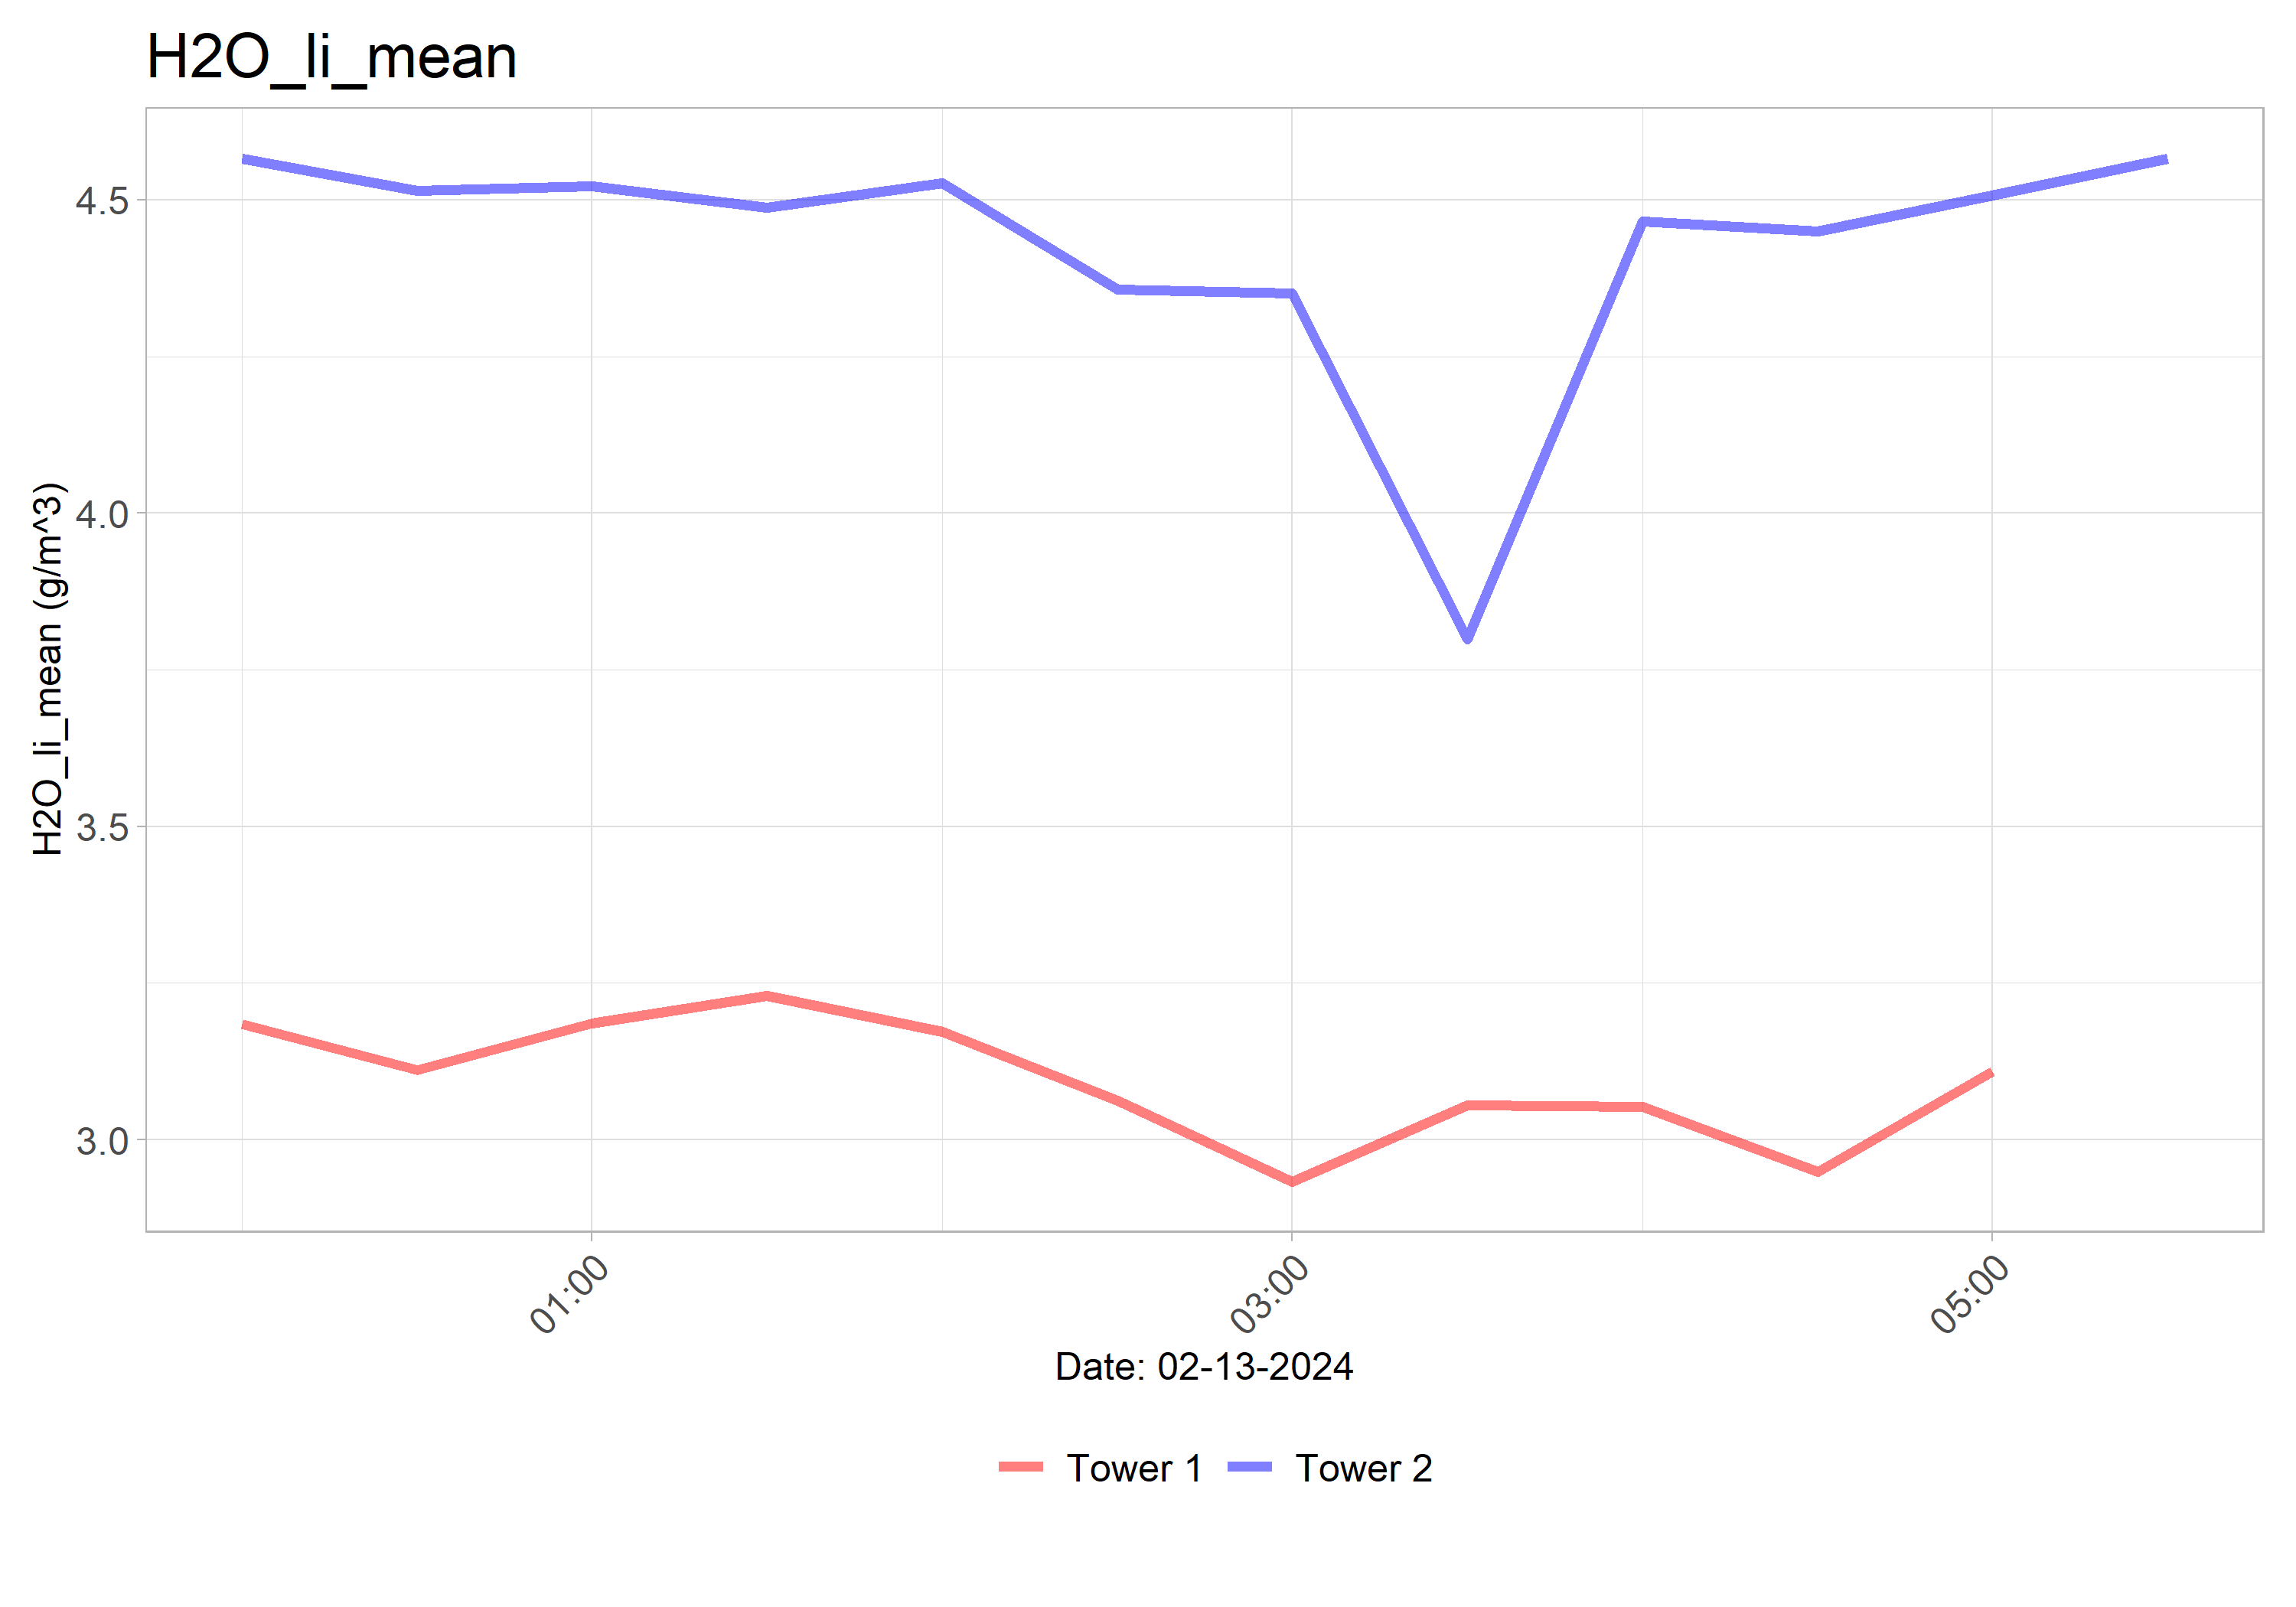 H2O_li_mean
H2O_li_mean (g/m^3)
4.5
4.0
3.5
3.0
01:00
03:00
05:00
Date: 02-13-2024
Tower 1
Tower 2